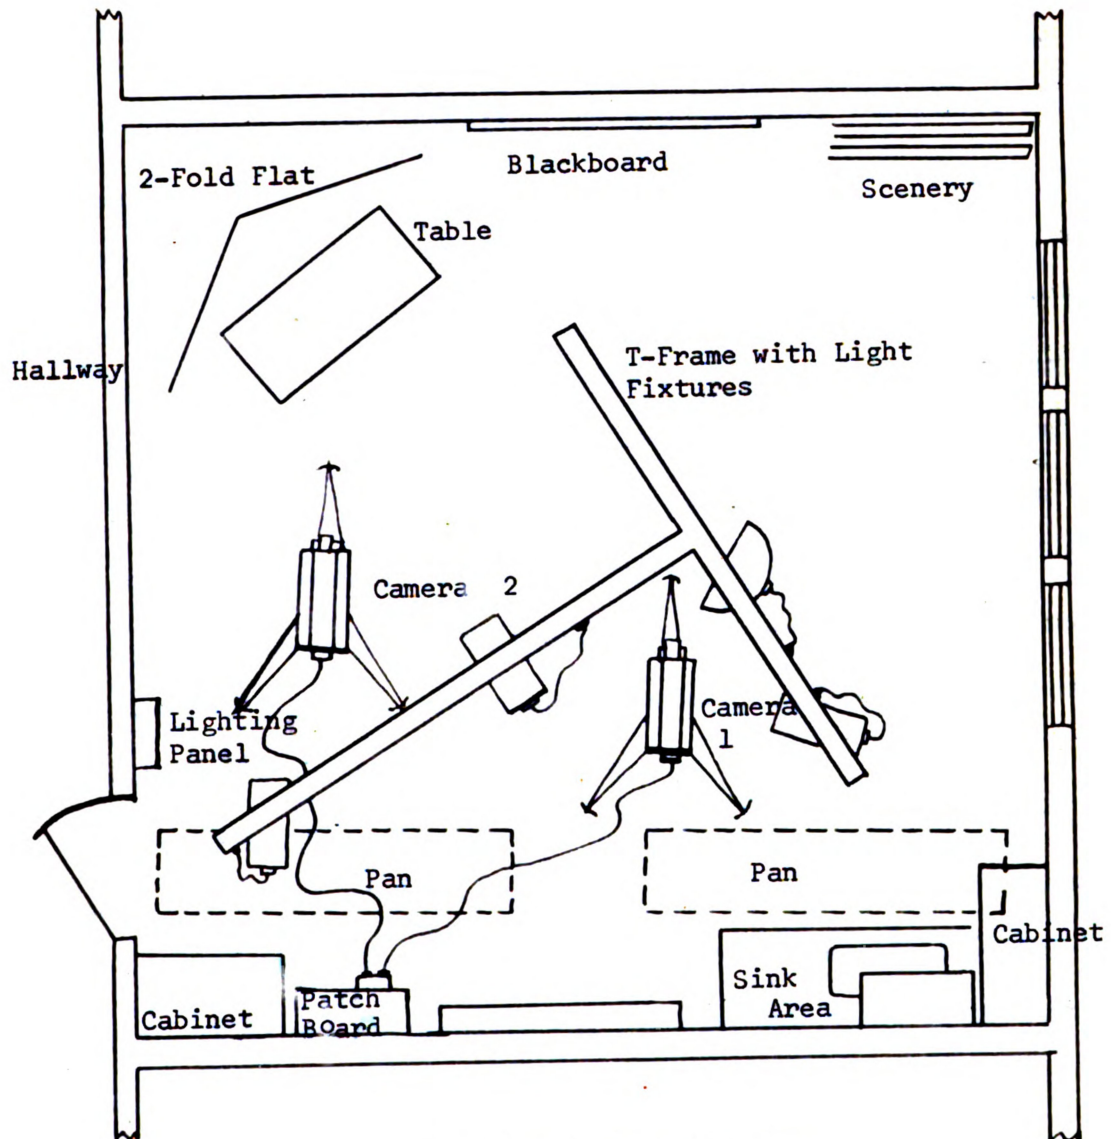 2-Fold Flat
Blackboard
Scenery
Table
Hallway
T-Frame with Light
Fixtures
Camera 2
Camera
1
Lighting
Panel
Pan
Pan
Cabinet
Sink
Area
Patch
Board
Cabinet